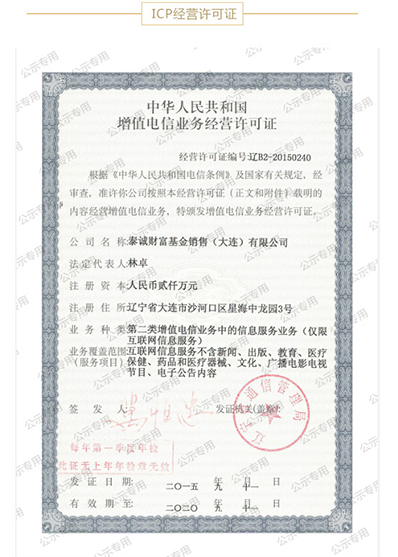 ICP经营许可证
中华人民共和国
增值电信业务经营许可证
经营许可证编号:辽B2-20150240
根据《中华人民共和国电信条例》及国家有关规定，经
审查，准许你公司按照本经营许可证（正文和附件）载明的
内容经营增值电信业务，特颁发增值电信业务经营许可证。
公司名称:泰诚财富基金销售（大连）有限公司
法定代表人:林卓
注册资本:人民币贰仟万元
注册住所:辽宁省大连市沙河口区星海中龙园3号
业务种类:第二类增值电信业务中的信息服务业务（仅限
互联网信息服务）
业务覆盖范围:互联网信息服务不含新闻、出版、教育、医疗
(服务项目) 保健、药品和医疗器械、文化、广播电影电视
节目、电子公告内容
签发人: 发证机关(盖章):
通信管理局
每年第一季度年检
此证无上年年检章无效
发证日期: 二〇一五 年 九 月 十一 日
有效期至: 二〇二〇 年 九 月 十一 日
公示专用